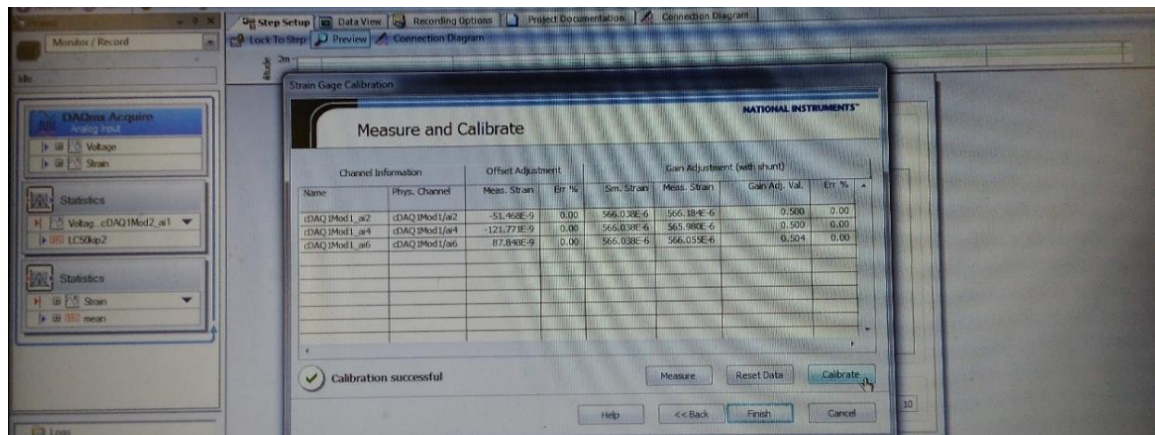 Step Setup Data View Recording Options Project Documentation Connection Diagram
Monitor / Record
Lock To Step Preview Connection Diagram
2m
Idle
Strain Gage Calibration
NATIONAL INSTRUMENTS™
Measure and Calibrate
DAQmx Acquire
Analog Input
Voltage
Strain
Channel Information Offset Adjustment Gain Adjustment (with shunt)
Name Phys. Channel Meas. Strain Err % Sim. Strain Meas. Strain Gain Adj. Val. Err %
cDAQ1Mod1_ai2 cDAQ1Mod1/ai2 -51.468E-9 0.00 566.038E-6 566.184E-6 0.500 0.00
cDAQ1Mod1_ai4 cDAQ1Mod1/ai4 -121.771E-9 0.00 566.038E-6 565.980E-6 0.500 0.00
cDAQ1Mod1_ai6 cDAQ1Mod1/ai6 87.848E-9 0.00 566.038E-6 566.055E-6 0.504 0.00
Statistics
Voltag...cDAQ1Mod2_ai1
LC50kip2
Statistics
Strain
mean
Calibration successful
Measure Reset Data Calibrate
Help << Back Finish Cancel
10
Logs